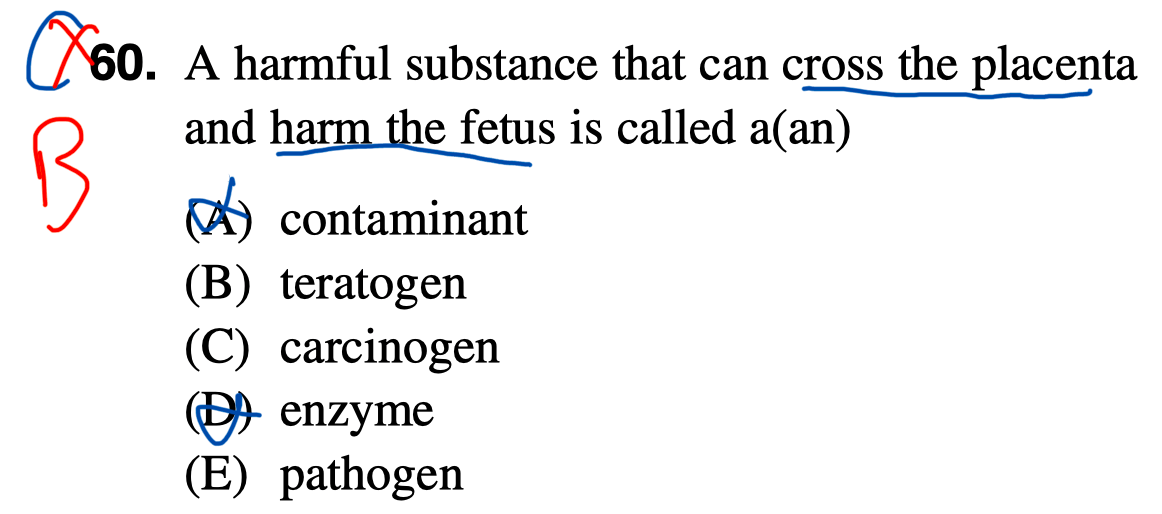 C X 60. A harmful substance that can cross the placenta
B and harm the fetus is called a(an)
(A) contaminant
(B) teratogen
(C) carcinogen
(D) enzyme
(E) pathogen